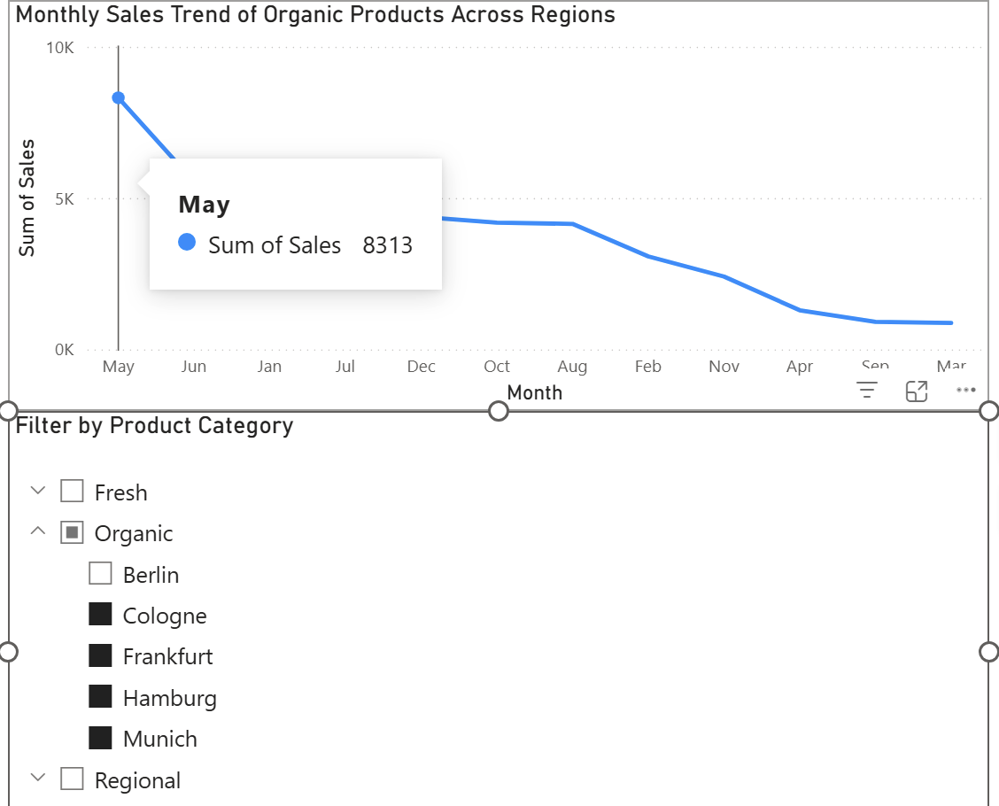 Monthly Sales Trend of Organic Products Across Regions
10K
5K
0K
Sum of Sales
May
Sum of Sales 8313
May Jun Jan Jul Dec Oct Aug Feb Nov Apr Sep Mar
Month
Filter by Product Category
Fresh
Organic
Berlin
Cologne
Frankfurt
Hamburg
Munich
Regional